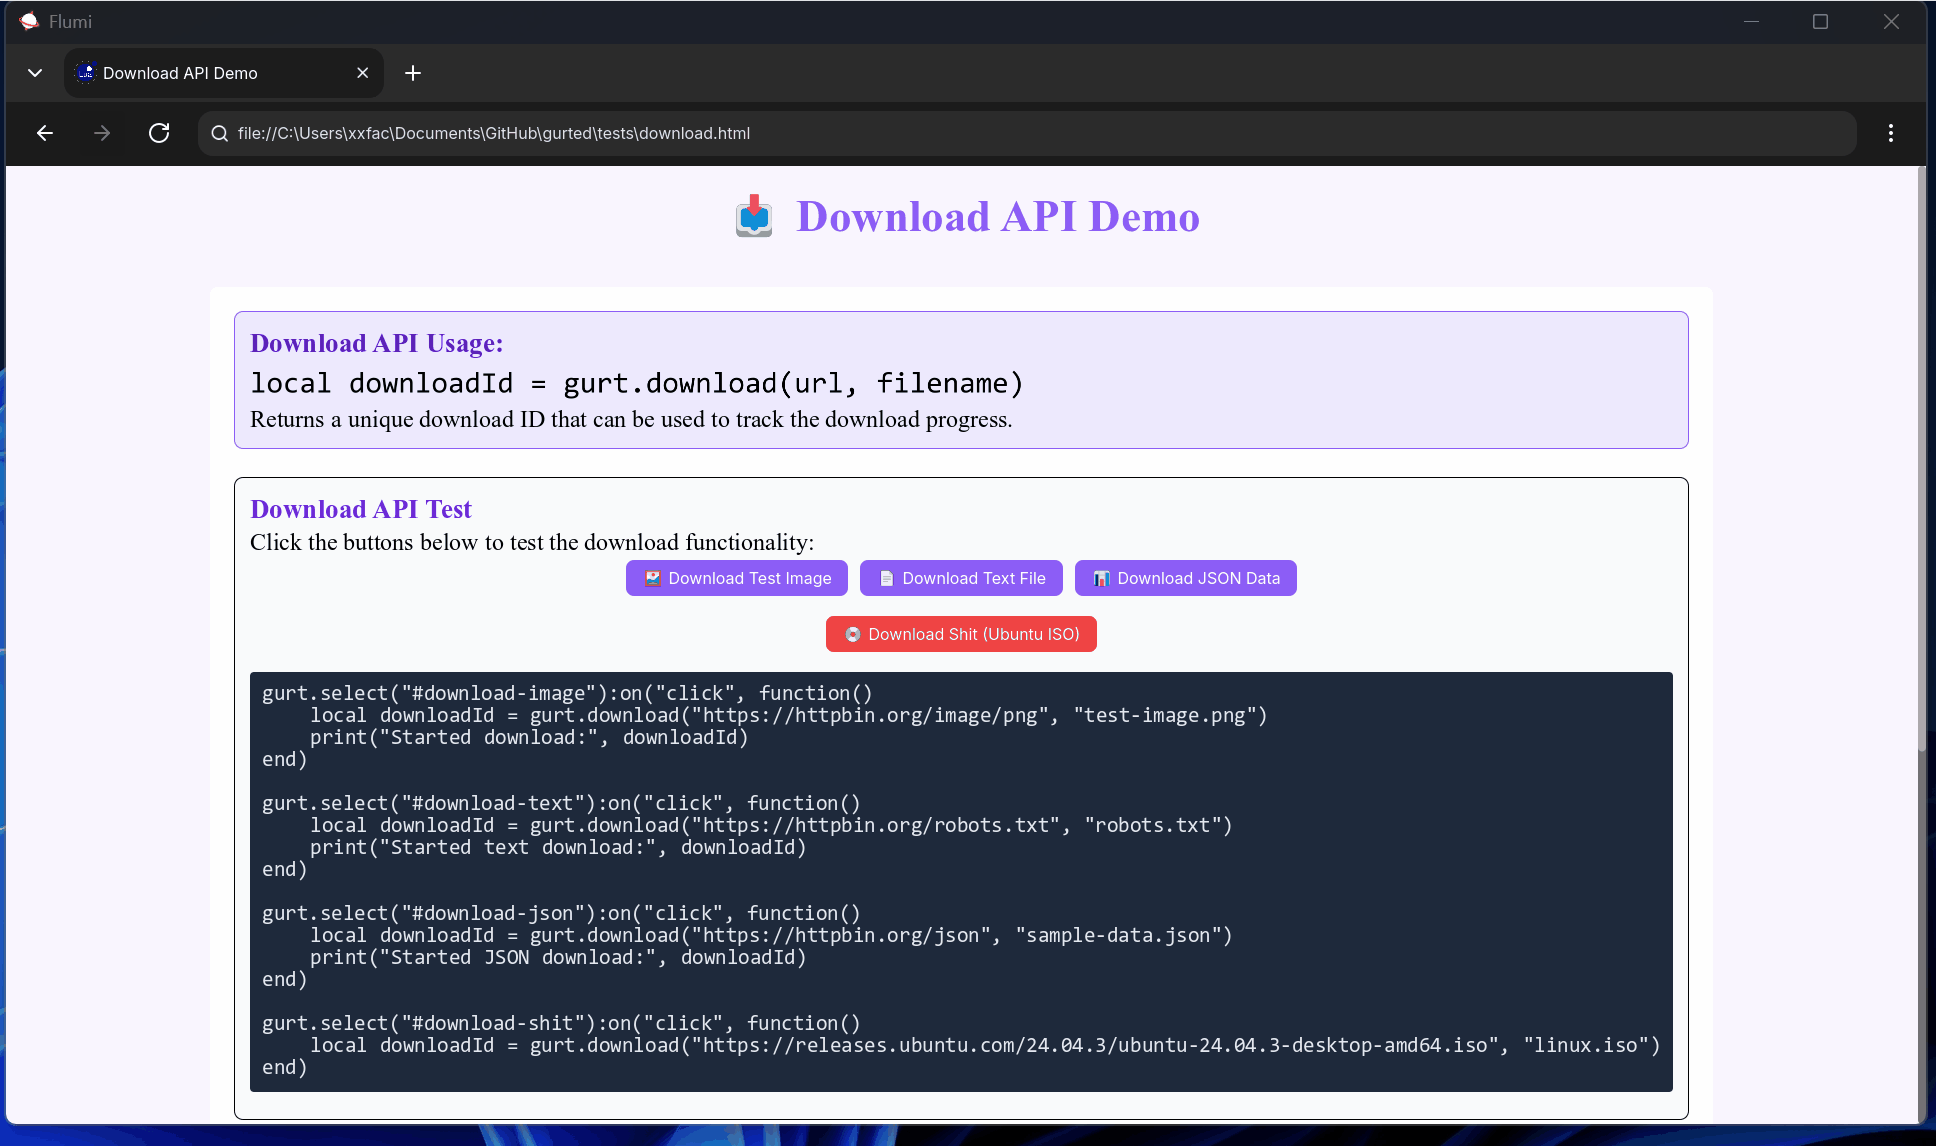 Flumi
Download API Demo
file://C:\Users\xxfac\Documents\GitHub\gurted\tests\download.html
Download API Demo
Download API Usage:
local downloadId = gurt.download(url, filename)
Returns a unique download ID that can be used to track the download progress.
Download API Test
Click the buttons below to test the download functionality:
Download Test Image
Download Text File
Download JSON Data
Download Shit (Ubuntu ISO)
gurt.select("#download-image"):on("click", function()
    local downloadId = gurt.download("https://httpbin.org/image/png", "test-image.png")
    print("Started download:", downloadId)
end)
gurt.select("#download-text"):on("click", function()
    local downloadId = gurt.download("https://httpbin.org/robots.txt", "robots.txt")
    print("Started text download:", downloadId)
end)
gurt.select("#download-json"):on("click", function()
    local downloadId = gurt.download("https://httpbin.org/json", "sample-data.json")
    print("Started JSON download:", downloadId)
end)
gurt.select("#download-shit"):on("click", function()
    local downloadId = gurt.download("https://releases.ubuntu.com/24.04.3/ubuntu-24.04.3-desktop-amd64.iso", "linux.iso")
end)